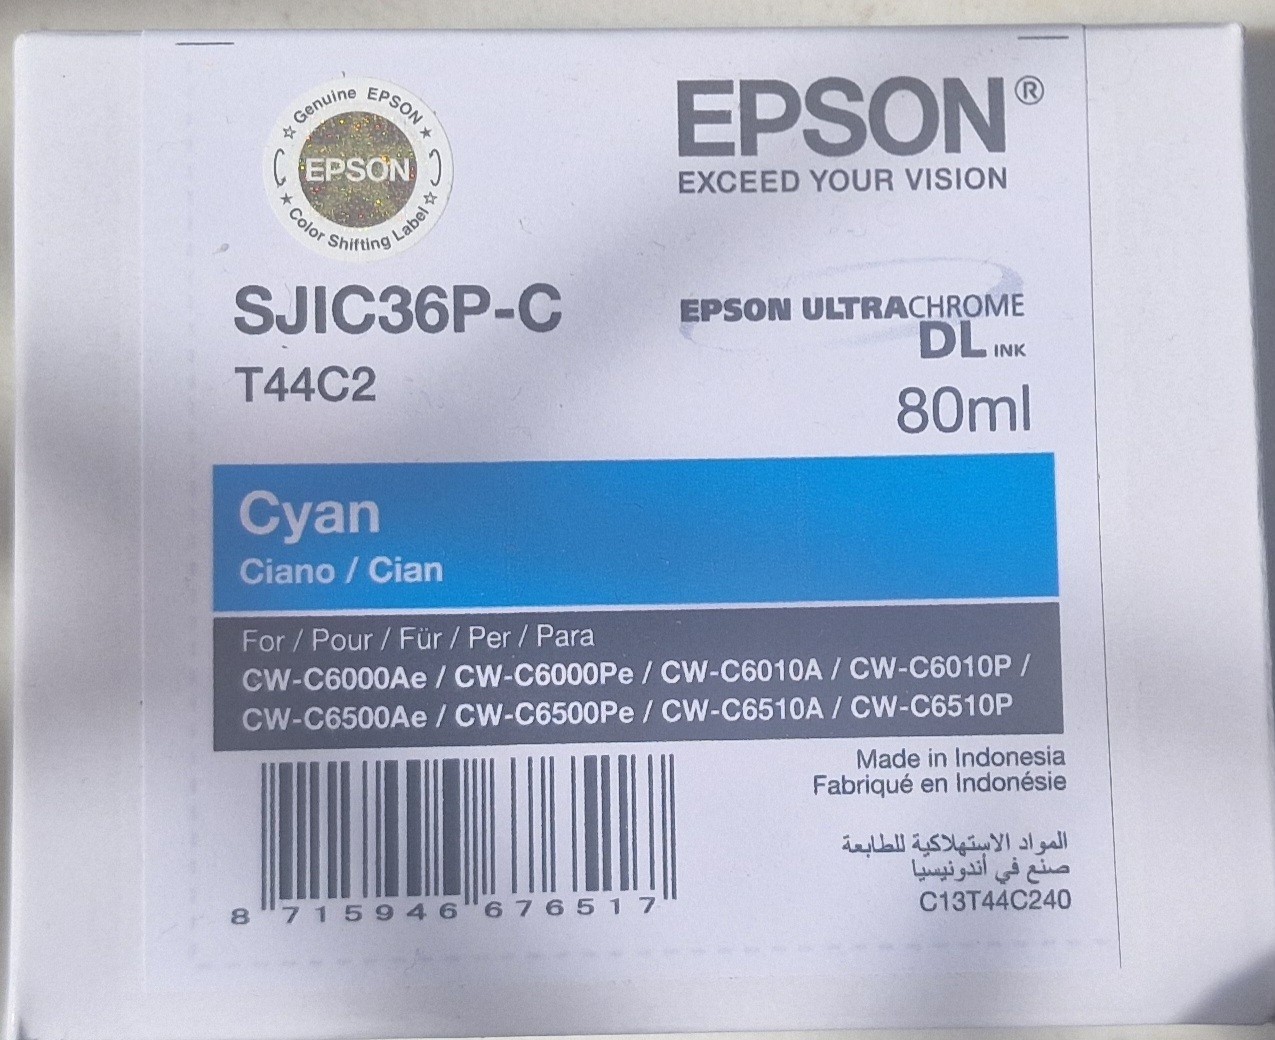 Genuine EPSON
EPSON
Color Shifting Label
EPSON®
EXCEED YOUR VISION
SJIC36P-C
T44C2
EPSON ULTRACHROME
DL INK
80ml
Cyan
Ciano / Cian
For / Pour / Für / Per / Para
CW-C6000Ae / CW-C6000Pe / CW-C6010A / CW-C6010P /
CW-C6500Ae / CW-C6500Pe / CW-C6510A / CW-C6510P
Made in Indonesia
Fabriqué en Indonésie
المواد الاستهلاكية للطابعة
صنع في أندونيسيا
C13T44C240
8 715946 676517